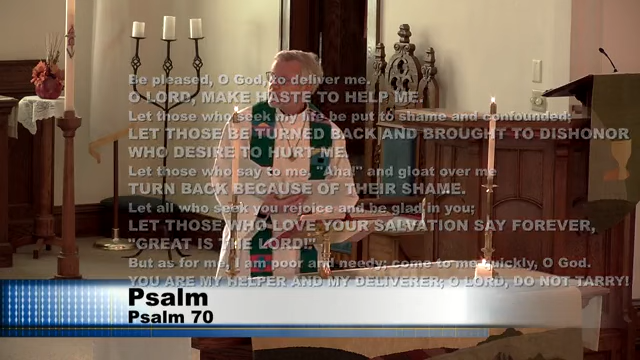 Be pleased, O God, to deliver me.
O LORD, MAKE HASTE TO HELP ME.
Let those who seek my life be put to shame and confounded;
LET THOSE BE TURNED BACK AND BROUGHT TO DISHONOR
WHO DESIRE TO HURT ME.
Let those who say to me, "Aha!" and gloat over me
TURN BACK BECAUSE OF THEIR SHAME.
Let all who seek you rejoice and be glad in you;
LET THOSE WHO LOVE YOUR SALVATION SAY FOREVER,
"GREAT IS THE LORD!"
But as for me, I am poor and needy; come to me quickly, O God.
YOU ARE MY HELPER AND MY DELIVERER; O LORD, DO NOT TARRY!
Psalm
Psalm 70